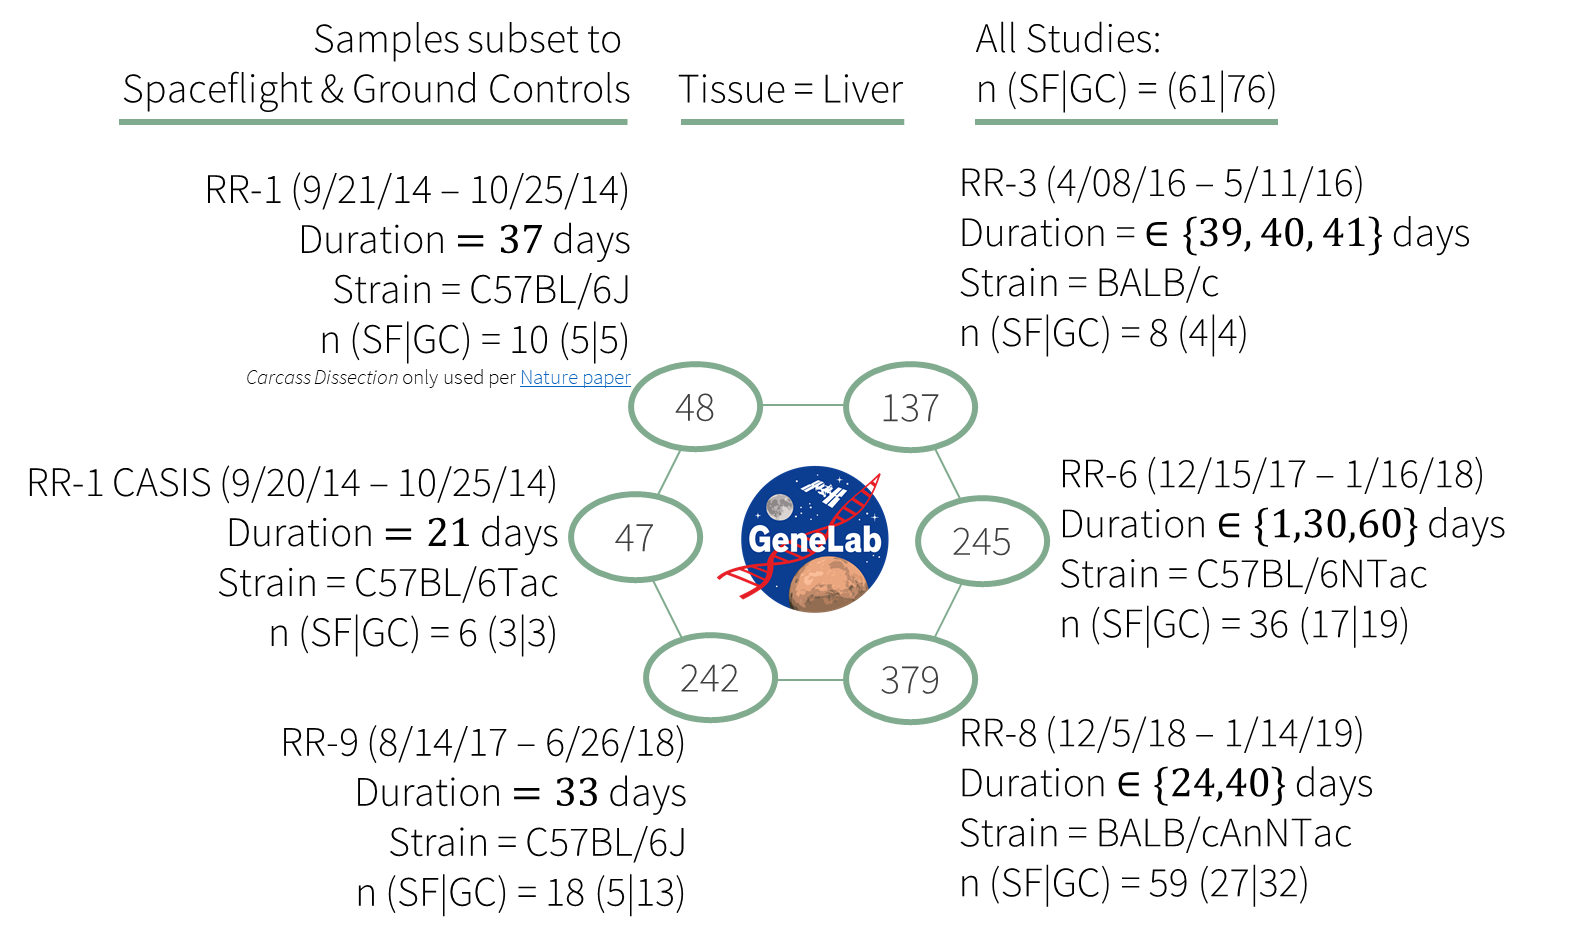 Samples subset to
Spaceflight & Ground Controls
Tissue = Liver
All Studies:
n (SF|GC) = (61|76)
RR-1 (9/21/14 – 10/25/14)
Duration = 37 days
Strain = C57BL/6J
n (SF|GC) = 10 (5|5)
Carcass Dissection only used per Nature paper
48
RR-3 (4/08/16 – 5/11/16)
Duration = ∈ {39, 40, 41} days
Strain = BALB/c
n (SF|GC) = 8 (4|4)
137
RR-1 CASIS (9/20/14 – 10/25/14)
Duration = 21 days
Strain = C57BL/6Tac
n (SF|GC) = 6 (3|3)
47
GeneLab
245
RR-6 (12/15/17 – 1/16/18)
Duration ∈ {1,30,60} days
Strain = C57BL/6NTac
n (SF|GC) = 36 (17|19)
242
RR-9 (8/14/17 – 6/26/18)
Duration = 33 days
Strain = C57BL/6J
n (SF|GC) = 18 (5|13)
379
RR-8 (12/5/18 – 1/14/19)
Duration ∈ {24,40} days
Strain = BALB/cAnNTac
n (SF|GC) = 59 (27|32)